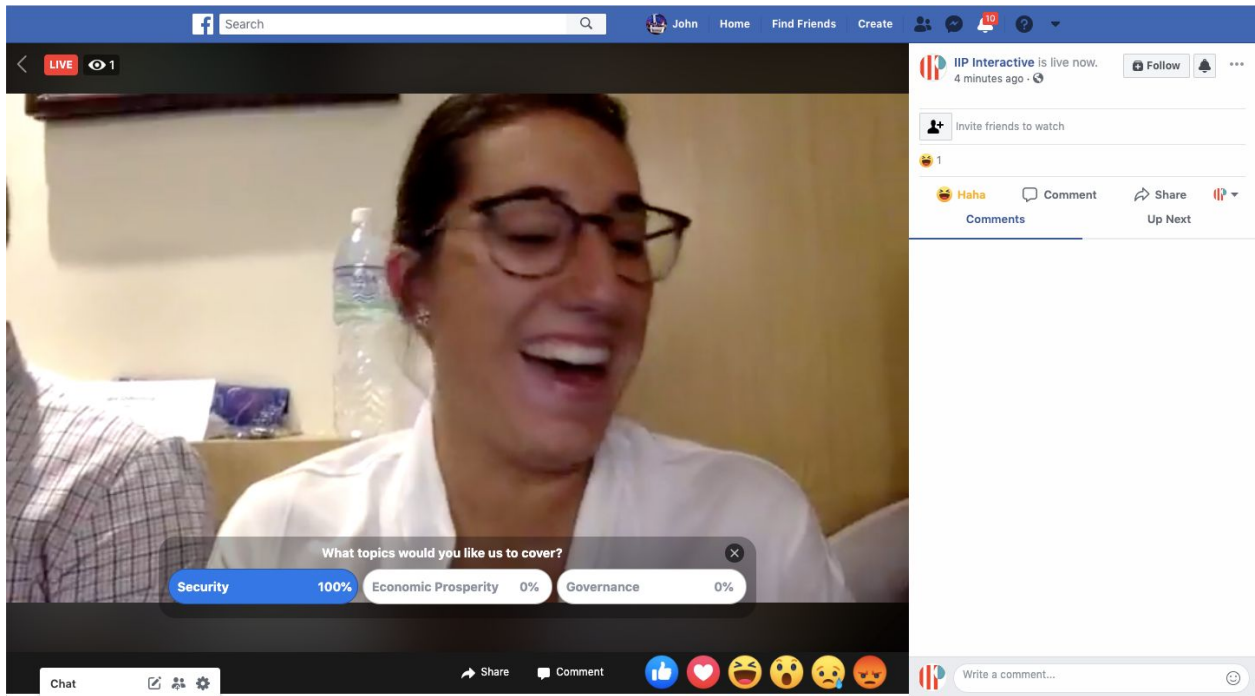 Search
John Home Find Friends Create
10
LIVE 1
IIP Interactive is live now.
4 minutes ago
Follow
Invite friends to watch
1
Haha Comment Share
Comments Up Next
What topics would you like us to cover?
Security 100% Economic Prosperity 0% Governance 0%
Share Comment
Chat
Write a comment...